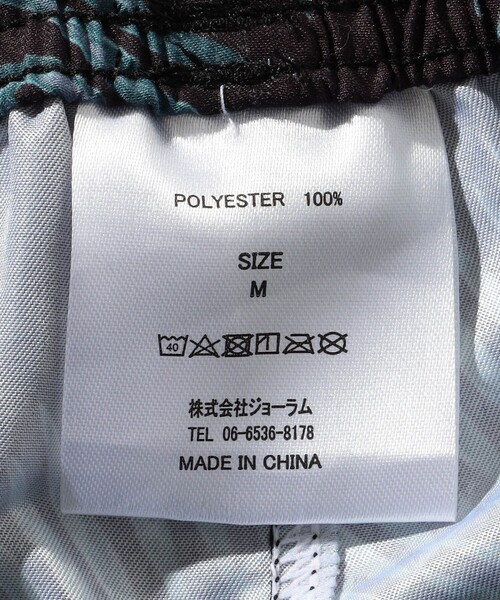 POLYESTER 100%
SIZE
M
40
株式会社ジョーラム
TEL 06-6536-8178
MADE IN CHINA